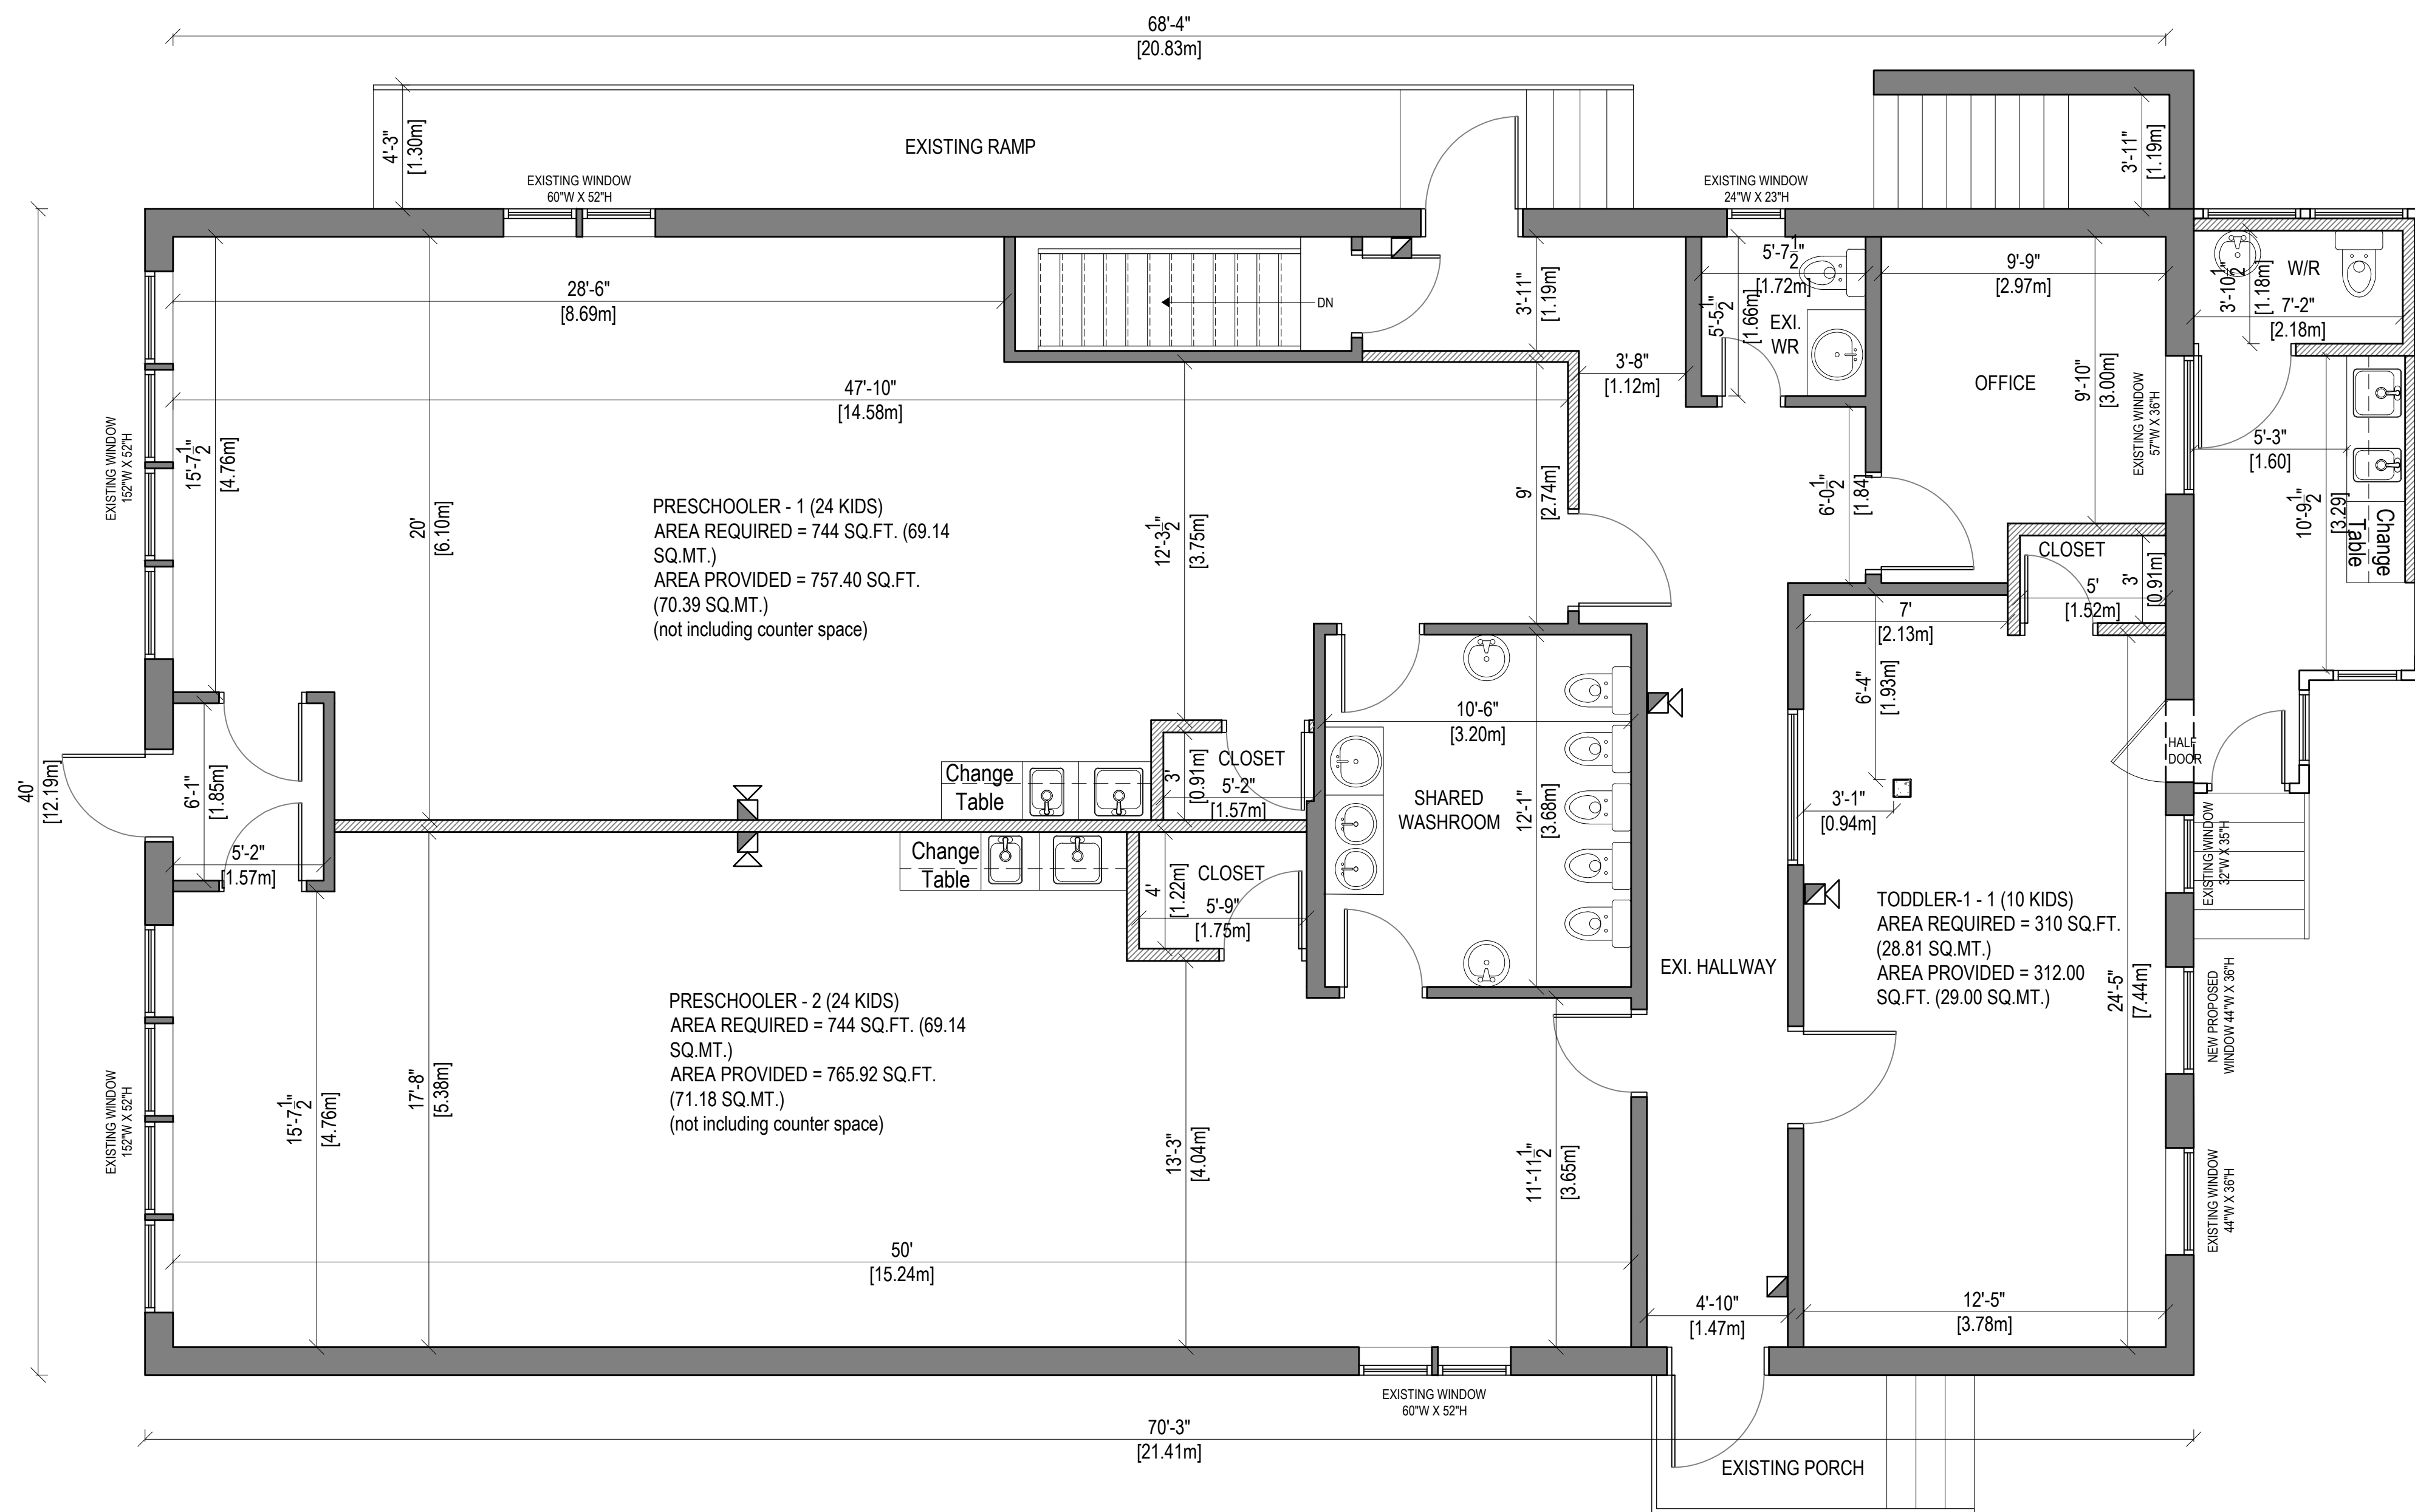 68'-4"
[20.83m]
4'-3"
[1.30m]
EXISTING RAMP
3'-11"
[1.19m]
EXISTING WINDOW
60"W X 52"H
EXISTING WINDOW
24"W X 23"H
28'-6"
[8.69m]
DN
3'-11"
[1.19m]
5'-7 1/2"
[1.72m]
5'-5 1/2"
[1.66m]
EXI.
WR
9'-9"
[2.97m]
3'-10 1/2"
[1.18m]
W/R
7'-2"
[2.18m]
47'-10"
[14.58m]
3'-8"
[1.12m]
OFFICE
9'-10"
[3.00m]
EXISTING WINDOW
57"W X 36"H
5'-3"
[1.60]
10'-9 1/2"
[3.29]
Change
Table
EXISTING WINDOW
152"W X 52"H
15'-7 1/2"
[4.76m]
20'
[6.10m]
PRESCHOOLER - 1 (24 KIDS)
AREA REQUIRED = 744 SQ.FT. (69.14
SQ.MT.)
AREA PROVIDED = 757.40 SQ.FT.
(70.39 SQ.MT.)
(not including counter space)
12'-3 1/2"
[3.75m]
9'
[2.74m]
6'-0 1/2"
[1.84]
CLOSET
5'
[1.52m]
3'
[0.91m]
7'
[2.13m]
6'-4"
[1.93m]
10'-6"
[3.20m]
HALF
DOOR
40'
[12.19m]
6'-1"
[1.85m]
5'-2"
[1.57m]
Change
Table
3'
[0.91m]
CLOSET
5'-2"
[1.57m]
SHARED
WASHROOM
12'-1"
[3.68m]
3'-1"
[0.94m]
Change
Table
4'
[1.22m]
CLOSET
5'-9"
[1.75m]
EXISTING WINDOW
32"W X 35"H
EXI. HALLWAY
TODDLER-1 - 1 (10 KIDS)
AREA REQUIRED = 310 SQ.FT.
(28.81 SQ.MT.)
AREA PROVIDED = 312.00
SQ.FT. (29.00 SQ.MT.)
24'-5"
[7.44m]
NEW PROPOSED
WINDOW 44"W X 36"H
EXISTING WINDOW
152"W X 52"H
15'-7 1/2"
[4.76m]
17'-8"
[5.38m]
PRESCHOOLER - 2 (24 KIDS)
AREA REQUIRED = 744 SQ.FT. (69.14
SQ.MT.)
AREA PROVIDED = 765.92 SQ.FT.
(71.18 SQ.MT.)
(not including counter space)
13'-3"
[4.04m]
11'-11 1/2"
[3.65m]
EXISTING WINDOW
44"W X 36"H
50'
[15.24m]
4'-10"
[1.47m]
12'-5"
[3.78m]
EXISTING WINDOW
60"W X 52"H
70'-3"
[21.41m]
EXISTING PORCH